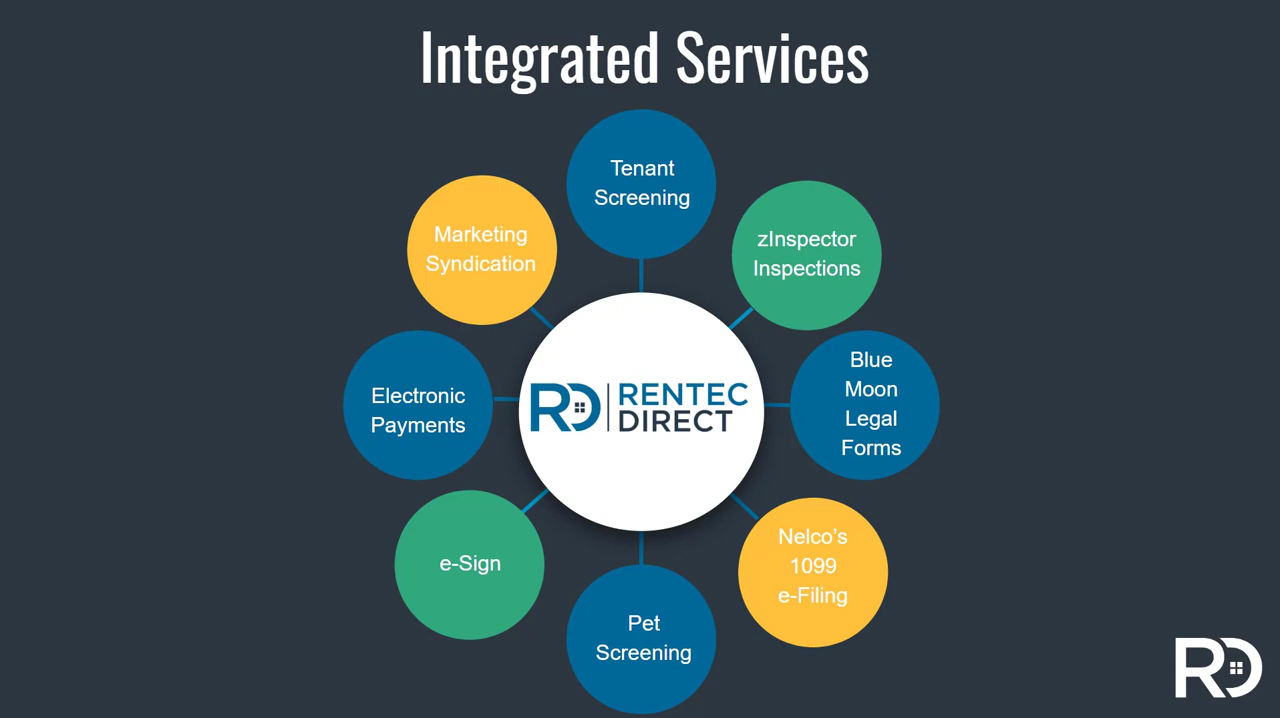 Integrated Services
Tenant
Screening
zInspector
Inspections
Blue
Moon
Legal
Forms
Nelco’s
1099
e-Filing
Pet
Screening
e-Sign
Electronic
Payments
Marketing
Syndication
RD
RENTEC
DIRECT
RD